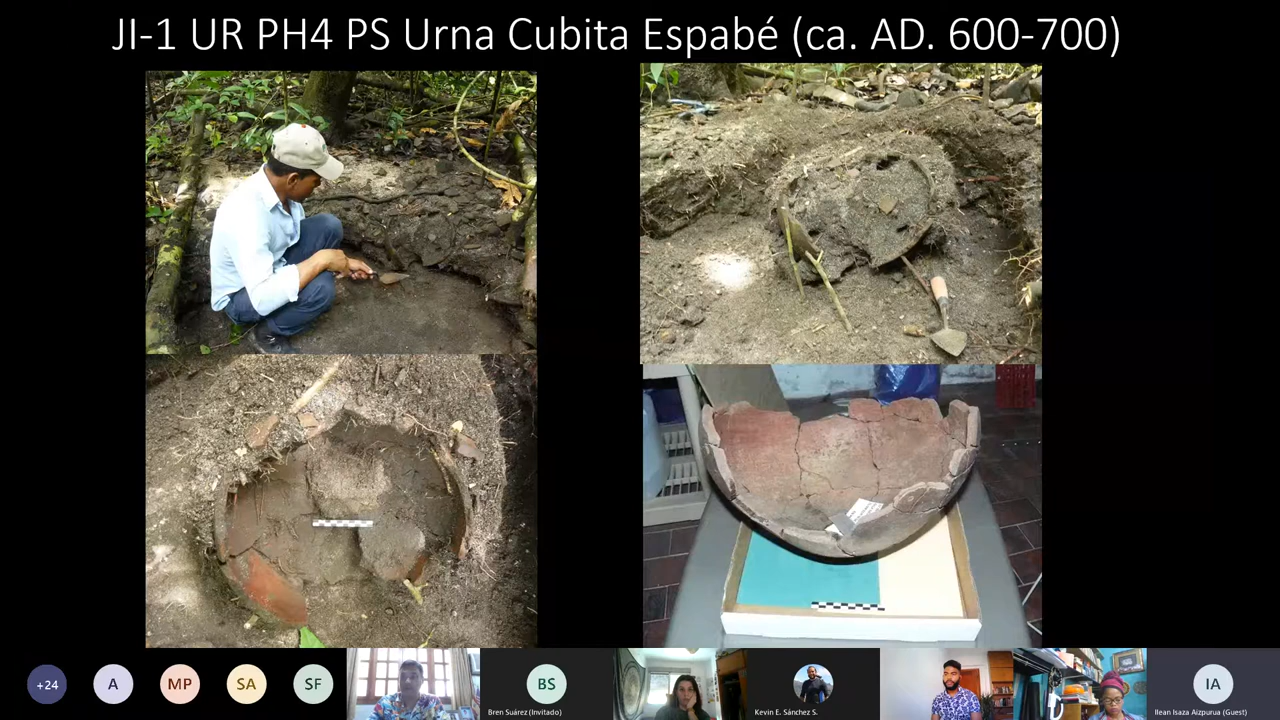 JI-1 UR PH4 PS Urna Cubita Espabé (ca. AD. 600-700)
+24
A
MP
SA
SF
BS
Bren Suárez (Invitado)
Kevin E. Sánchez S.
IA
Ilean Isaza Aizpurua (Guest)